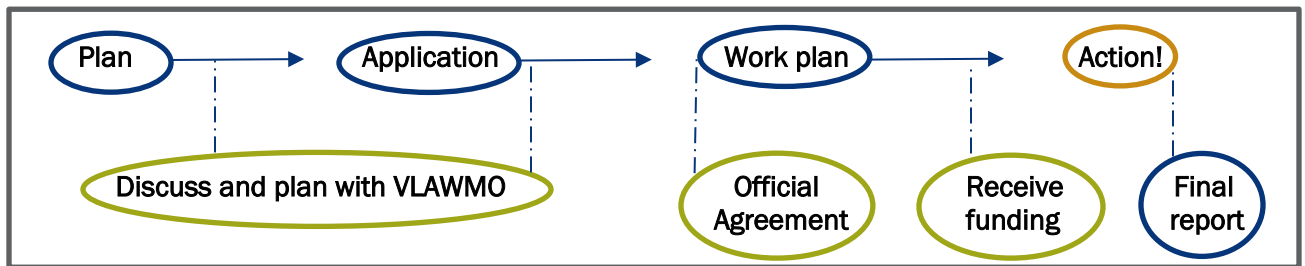 Plan
Application
Work plan
Action!
Discuss and plan with VLAWMO
Official
Agreement
Receive
funding
Final
report